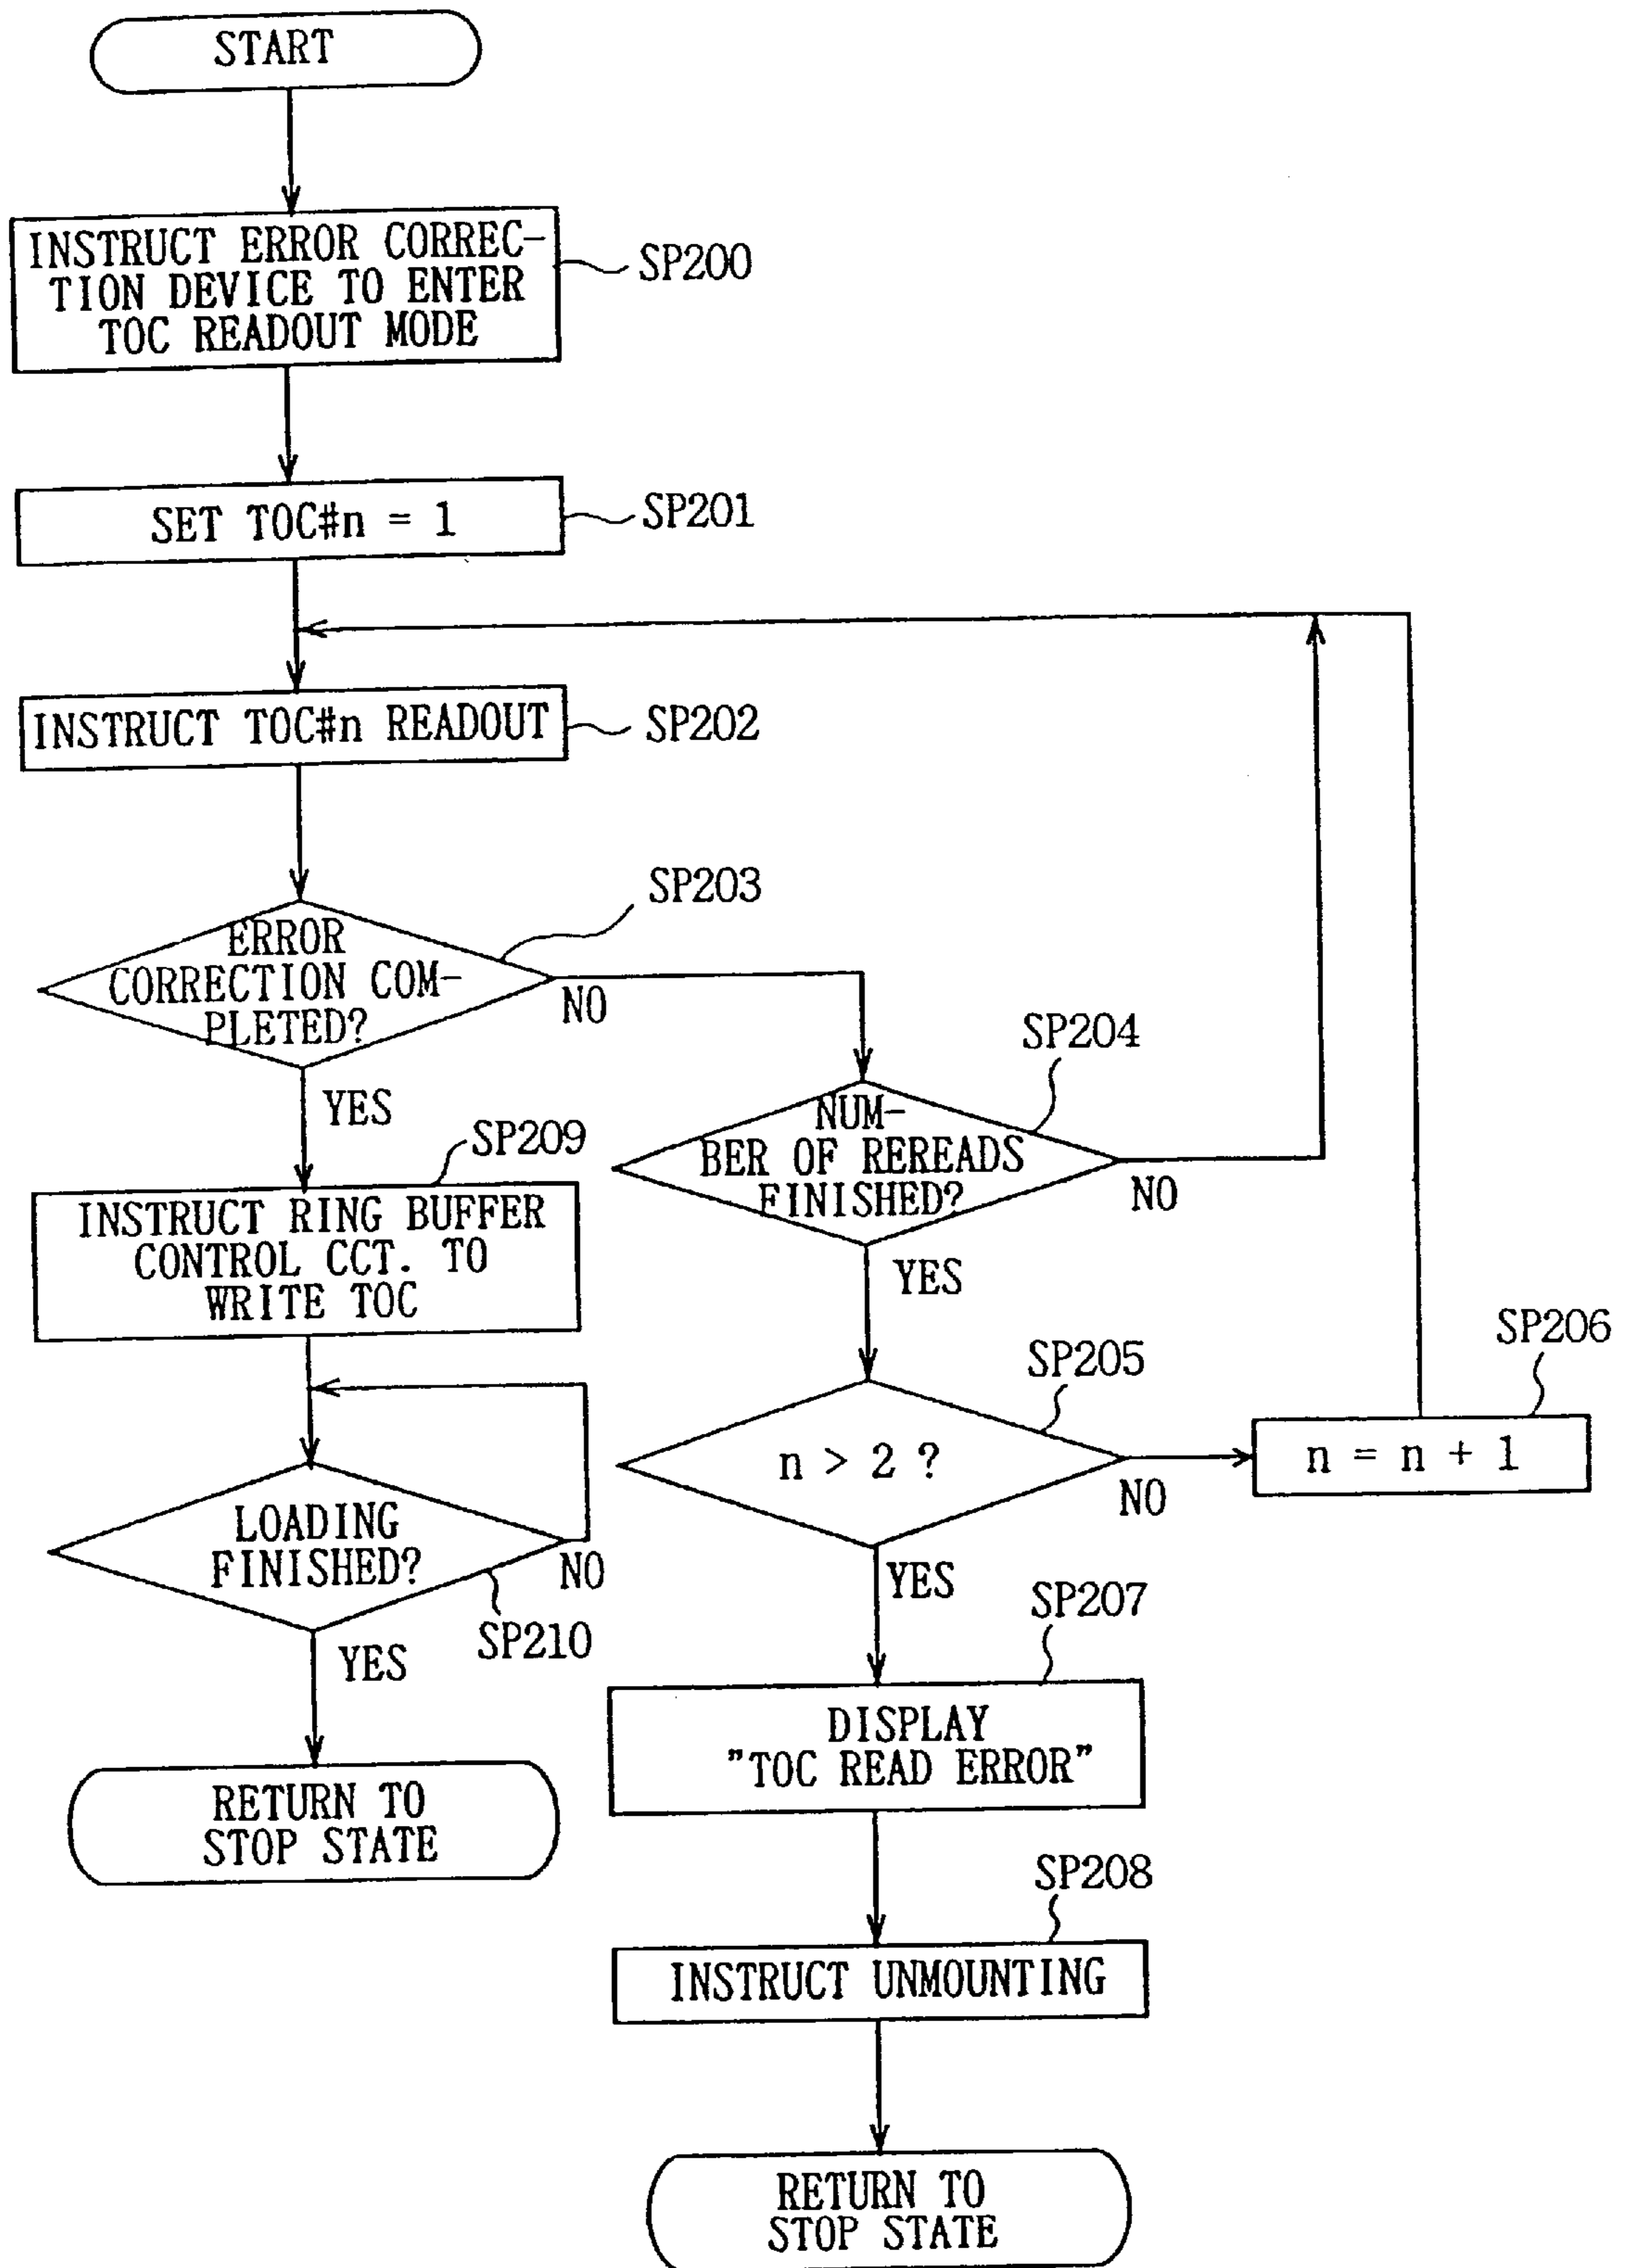 START
INSTRUCT ERROR CORREC-
TION DEVICE TO ENTER
TOC READOUT MODE
SP200
SET TOC#n = 1
SP201
INSTRUCT TOC#n READOUT
SP202
SP203
ERROR
CORRECTION COM-
PLETED?
NO
YES
SP204
NUM-
BER OF REREADS
FINISHED?
NO
YES
SP209
INSTRUCT RING BUFFER
CONTROL CCT. TO
WRITE TOC
SP205
n > 2 ?
NO
YES
SP206
n = n + 1
LOADING
FINISHED?
NO
SP210
YES
RETURN TO
STOP STATE
SP207
DISPLAY
"TOC READ ERROR"
SP208
INSTRUCT UNMOUNTING
RETURN TO
STOP STATE